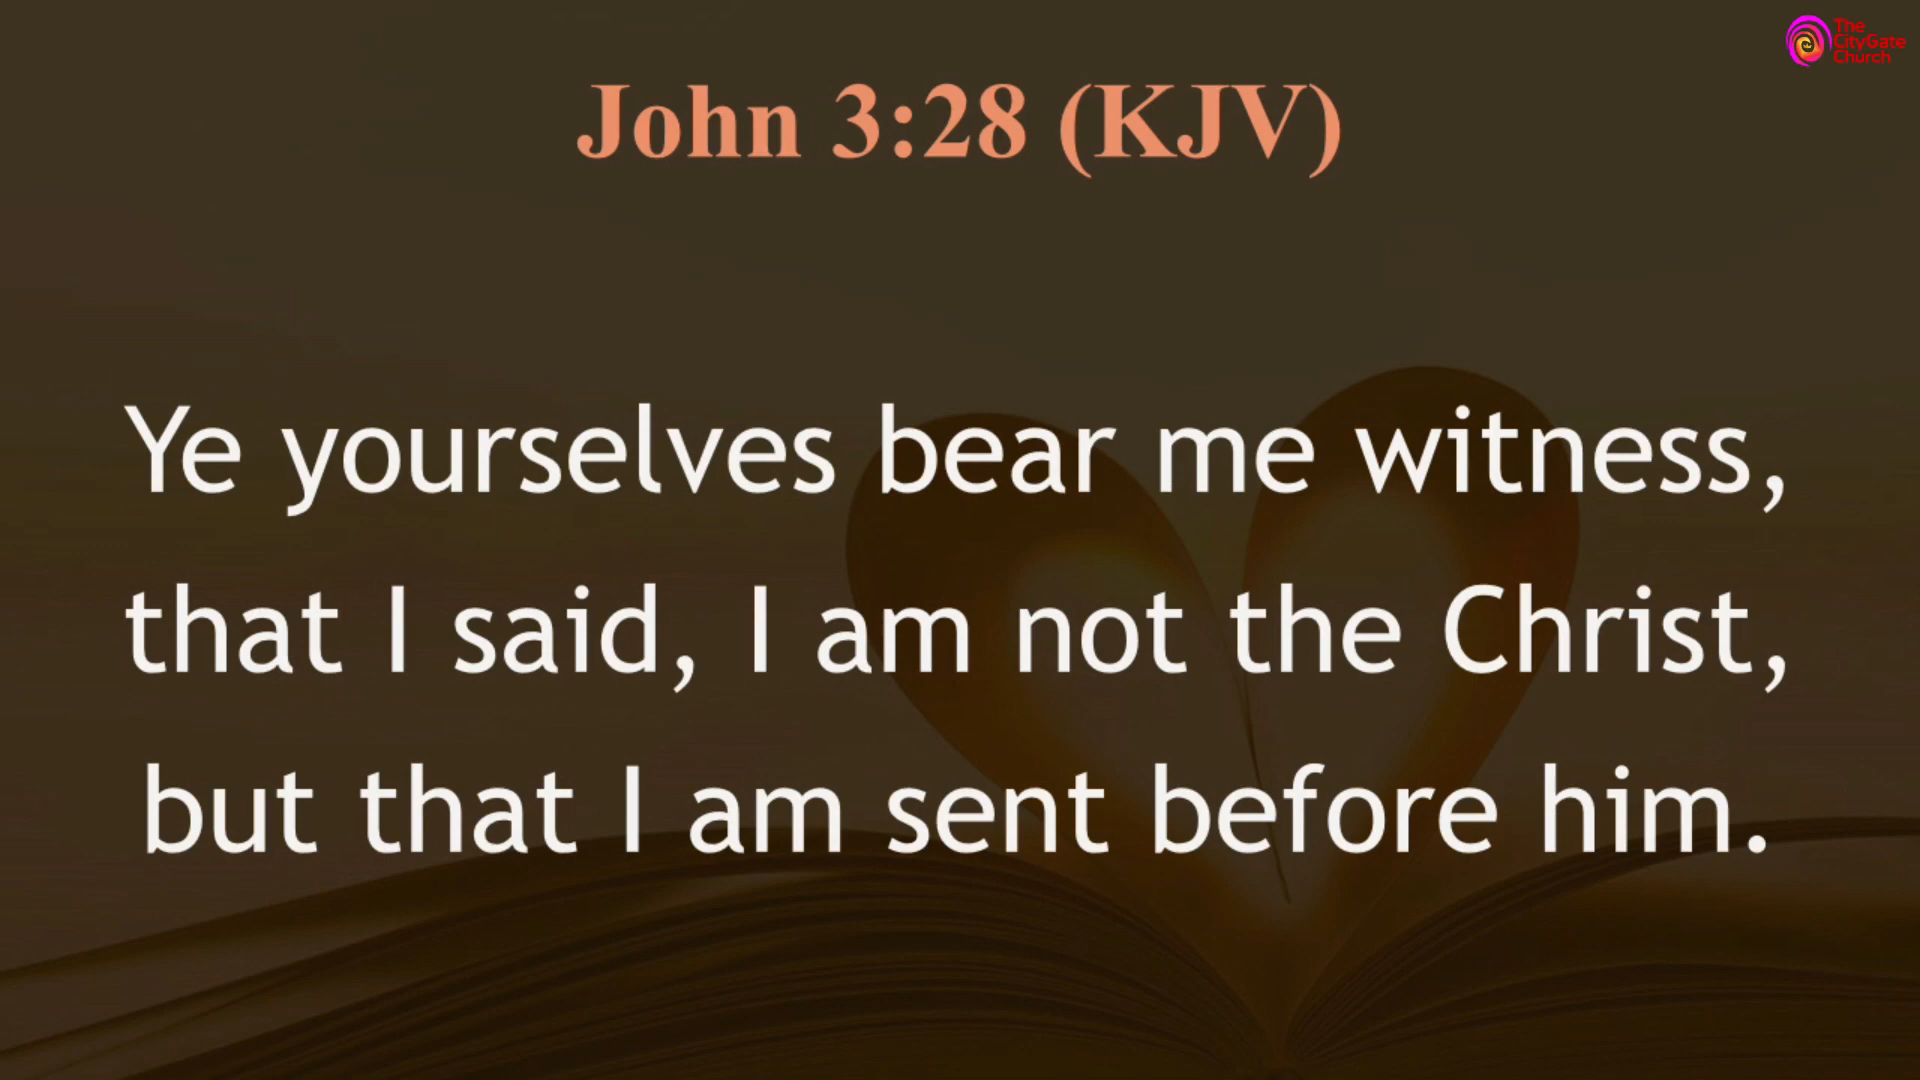 The
CityGate
Church
John 3:28 (KJV)
Ye yourselves bear me witness,
that I said, I am not the Christ,
but that I am sent before him.